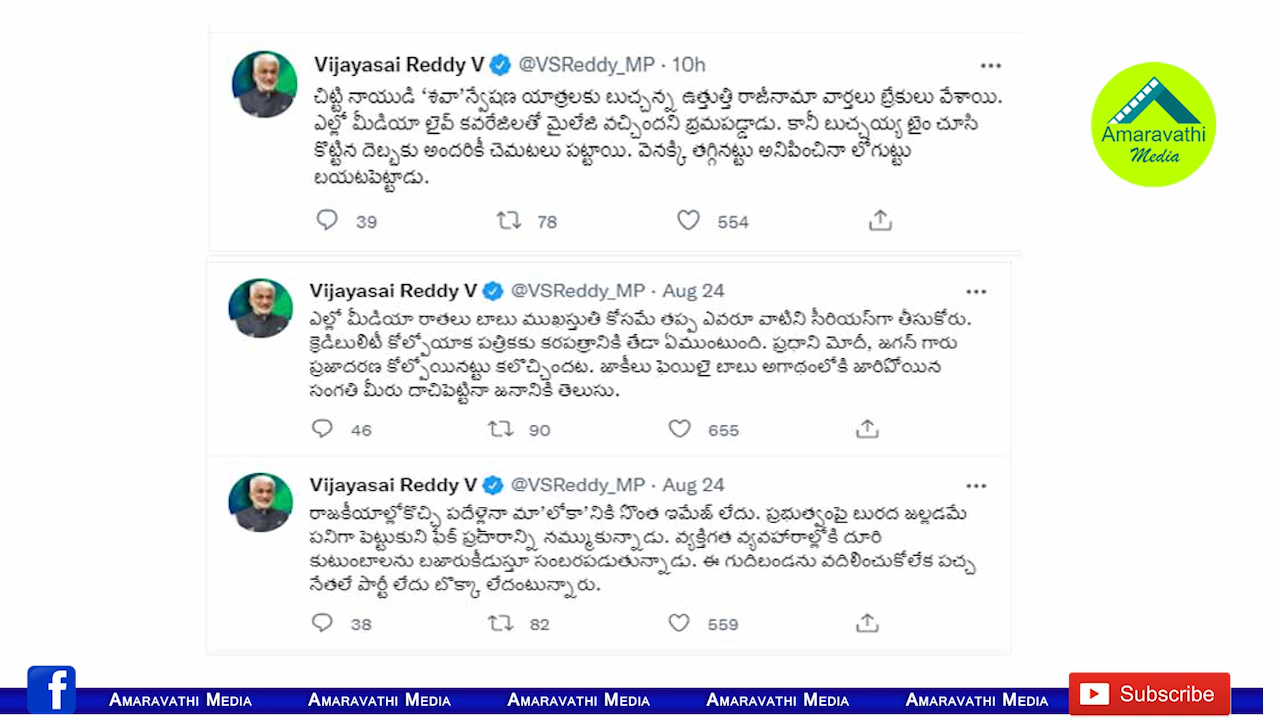 Vijayasai Reddy V @VSReddy_MP · 10h
చిట్టి నాయుడి ‘శవా’న్వేషణ యాత్రలకు బుచ్చన్న ఉత్తుత్తి రాజీనామా వార్తలు బ్రేకులు వేశాయి.
ఎల్లో మీడియా లైవ్ కవరేజిలతో మైలేజి వచ్చిందని భ్రమపడ్డాడు. కానీ బుచ్చయ్య టైం చూసి
కొట్టిన దెబ్బకు అందరికీ చెమటలు పట్టాయి. వెనక్కి తగ్గినట్టు అనిపించినా లోగుట్టు
బయటపెట్టాడు.
39 78 554
Amaravathi
Media
Vijayasai Reddy V @VSReddy_MP · Aug 24
ఎల్లో మీడియా రాతలు బాబు ముఖస్తుతి కోసమే తప్ప ఎవరూ వాటిని సీరియస్‌గా తీసుకోరు.
క్రెడిబులిటీ కోల్పోయాక పత్రికకు కరపత్రానికి తేడా ఏముంటుంది. ప్రధాని మోదీ, జగన్ గారు
ప్రజాదరణ కోల్పోయినట్టు కలొచ్చిందట. జాకీలు ఫెయిలై బాబు అగాథంలోకి జారిపోయిన
సంగతి మీరు దాచిపెట్టినా జనానికి తెలుసు.
46 90 655
Vijayasai Reddy V @VSReddy_MP · Aug 24
రాజకీయాల్లోకొచ్చి పదేళ్లైనా మా’లోకా’నికి సొంత ఇమేజ్ లేదు. ప్రభుత్వంపై బురద జల్లడమే
పనిగా పెట్టుకుని ఫేక్ ప్రచారాన్ని నమ్ముకున్నాడు. వ్యక్తిగత వ్యవహారాల్లోకి దూరి
కుటుంబాలను బజారుకీడుస్తూ సంబరపడుతున్నాడు. ఈ గుదిబండను వదిలించుకోలేక పచ్చ
నేతలే పార్టీ లేదు బొక్కా లేదంటున్నారు.
38 82 559
Amaravathi Media Amaravathi Media Amaravathi Media Amaravathi Media Amaravathi Media
Subscribe